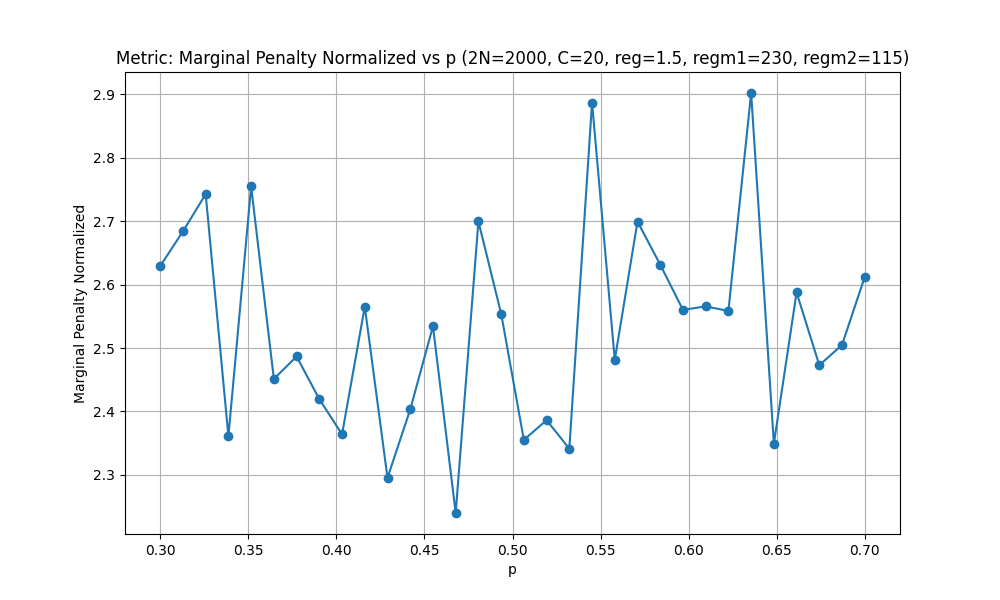 Metric: Marginal Penalty Normalized vs p (2N=2000, C=20, reg=1.5, regm1=230, regm2=115)
Marginal Penalty Normalized
2.9
2.8
2.7
2.6
2.5
2.4
2.3
0.30 0.35 0.40 0.45 0.50 0.55 0.60 0.65 0.70
p